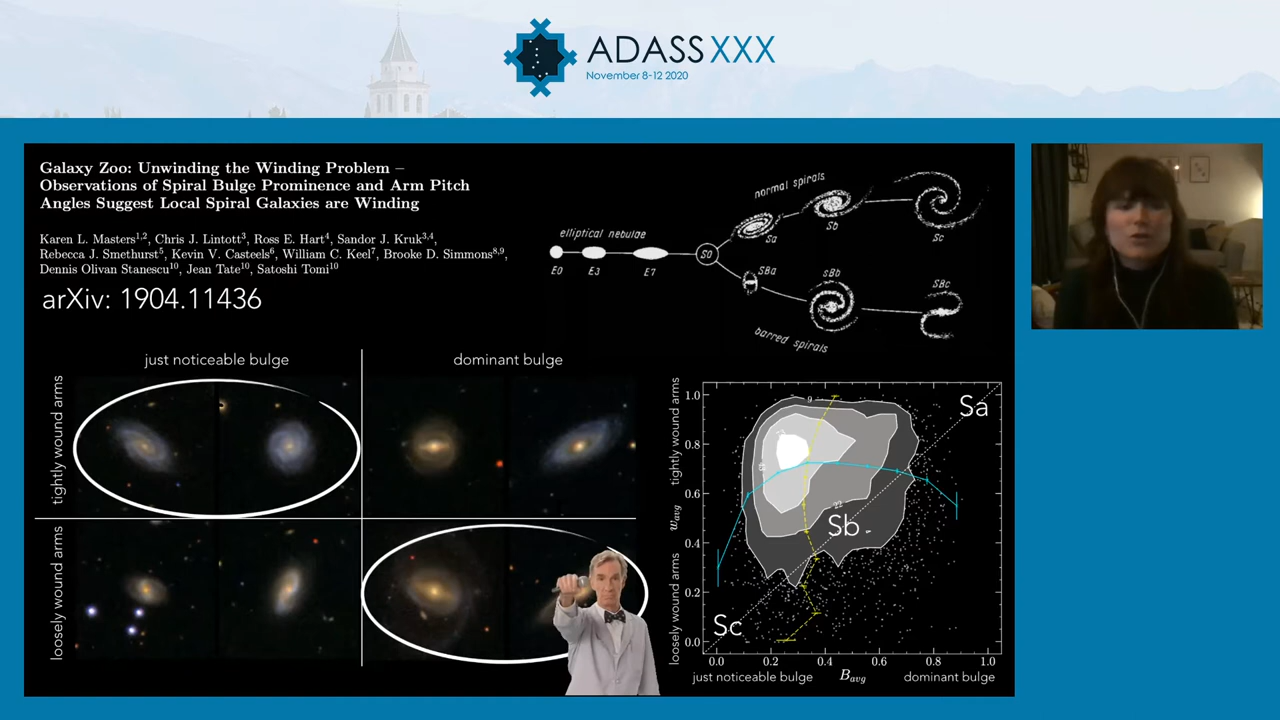 ADASS XXX
November 8-12 2020
Galaxy Zoo: Unwinding the Winding Problem –
Observations of Spiral Bulge Prominence and Arm Pitch
Angles Suggest Local Spiral Galaxies are Winding
Karen L. Masters1,2, Chris J. Lintott3, Ross E. Hart4, Sandor J. Kruk3,4,
Rebecca J. Smethurst5, Kevin V. Casteels6, William C. Keel7, Brooke D. Simmons8,9,
Dennis Olivan Stanescu10, Jean Tate10, Satoshi Tomi10
arXiv: 1904.11436
elliptical nebulae
E0 E3 E7
S0
normal spirals
Sa Sb Sc
SBa SBb SBc
barred spirals
just noticeable bulge dominant bulge
tightly wound arms
loosely wound arms
tightly wound arms
wavg
loosely wound arms
1.0
0.8
0.6
0.4
0.2
0.0
9
22
Sa
Sb
Sc
0.0 0.2 0.4 0.6 0.8 1.0
just noticeable bulge Bavg dominant bulge